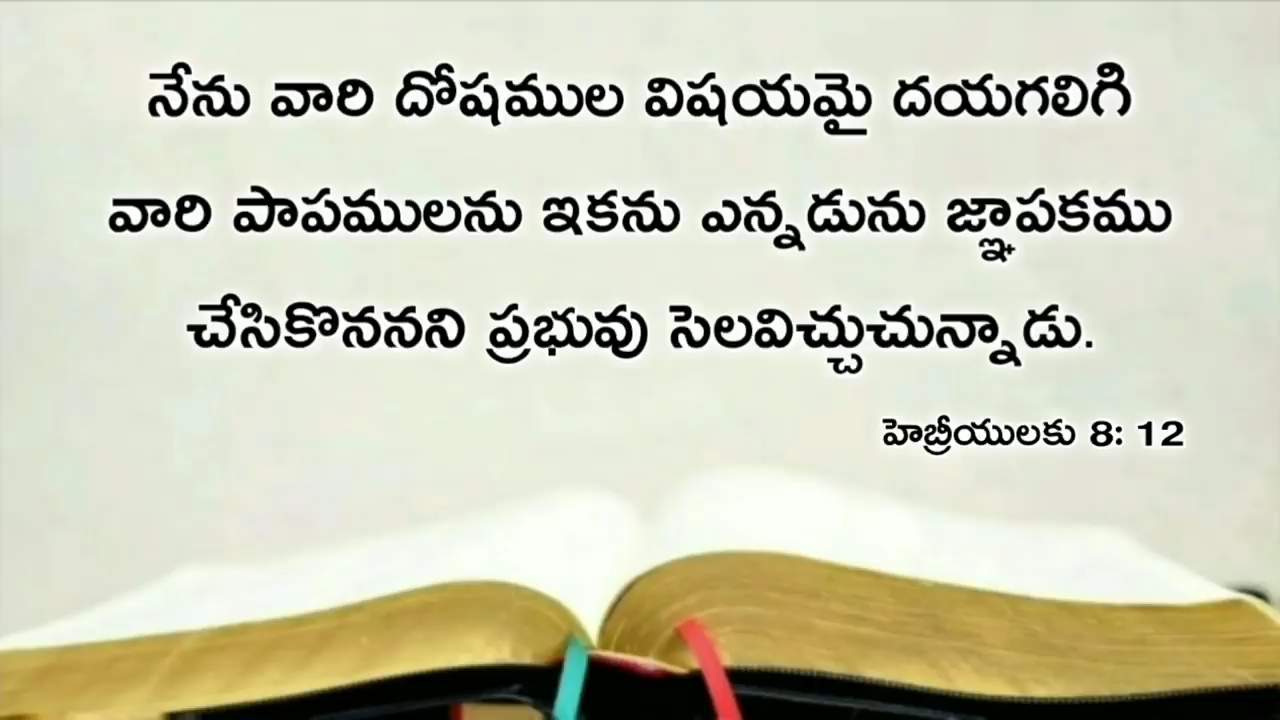 నేను వారి దోషముల విషయమై దయగలిగి
వారి పాపములను ఇకను ఎన్నడును జ్ఞాపకము
చేసికొననని ప్రభువు సెలవిచ్చుచున్నాడు.
హెబ్రీయులకు 8: 12